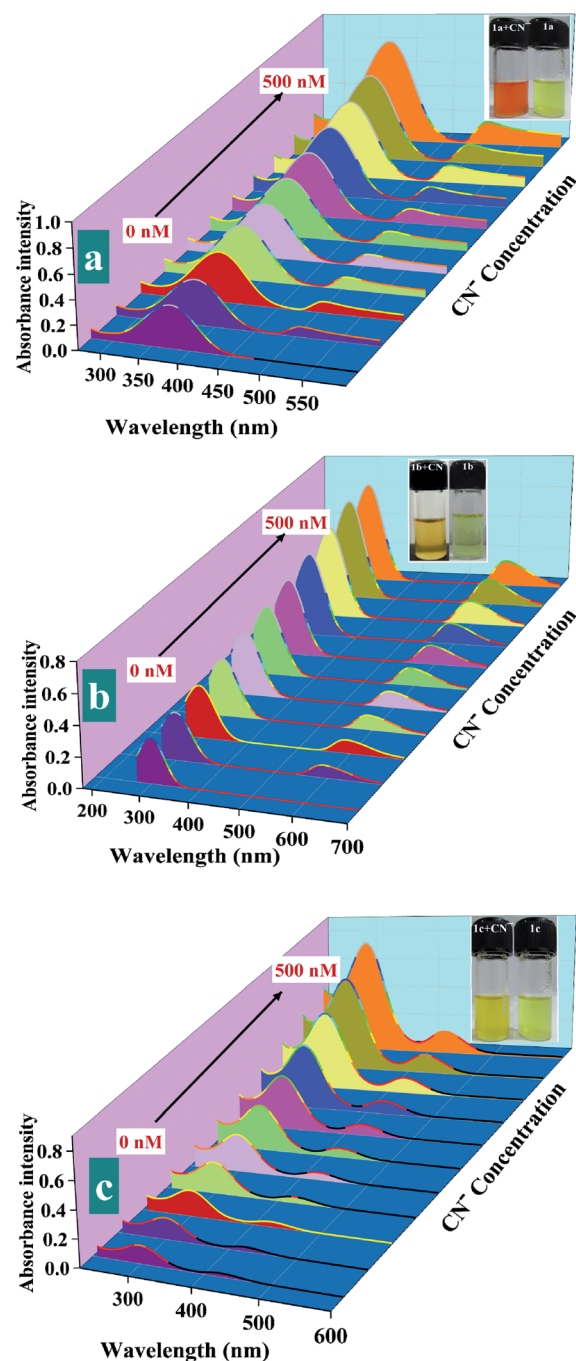 1a+CN⁻ 1a
500 nM
0 nM
a
Absorbance intensity
1.0
0.8
0.6
0.4
0.2
0.0
300 350 400 450 500 550
Wavelength (nm)
CN⁻ Concentration
1b+CN⁻ 1b
500 nM
0 nM
b
Absorbance intensity
0.8
0.6
0.4
0.2
0.0
200 300 400 500 600 700
Wavelength (nm)
CN⁻ Concentration
1c+CN⁻ 1c
500 nM
0 nM
c
Absorbance intensity
0.8
0.6
0.4
0.2
0.0
300 400 500 600
Wavelength (nm)
CN⁻ Concentration